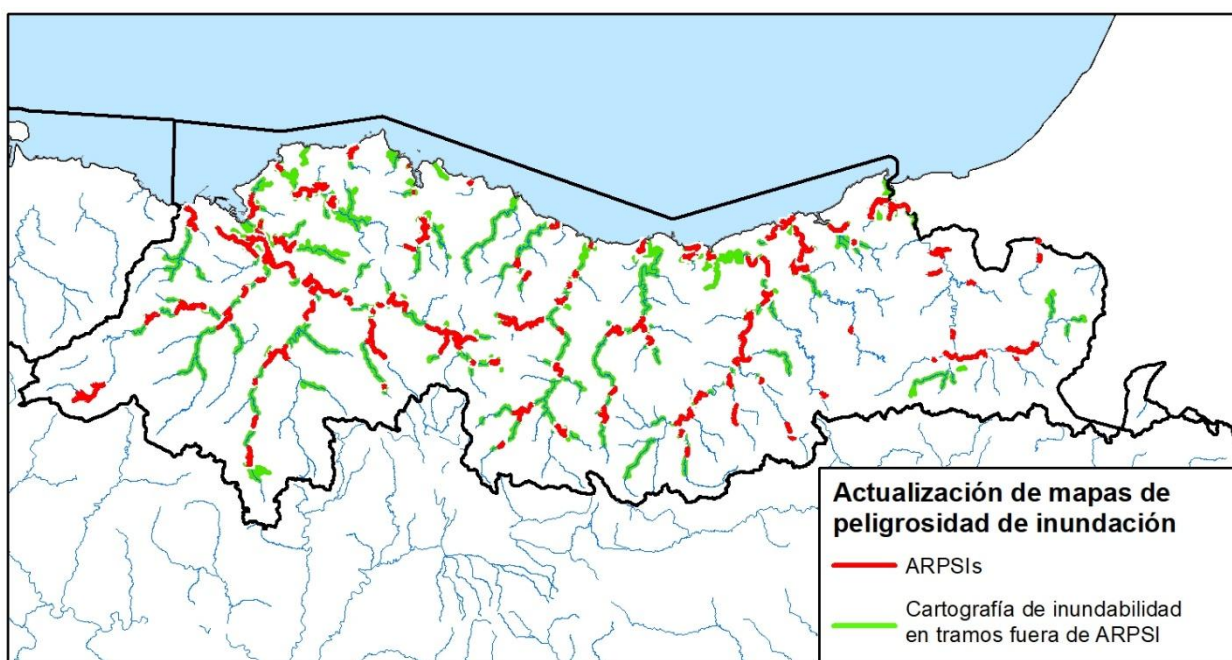 Actualización de mapas de
peligrosidad de inundación
ARPSIs
Cartografía de inundabilidad
en tramos fuera de ARPSI